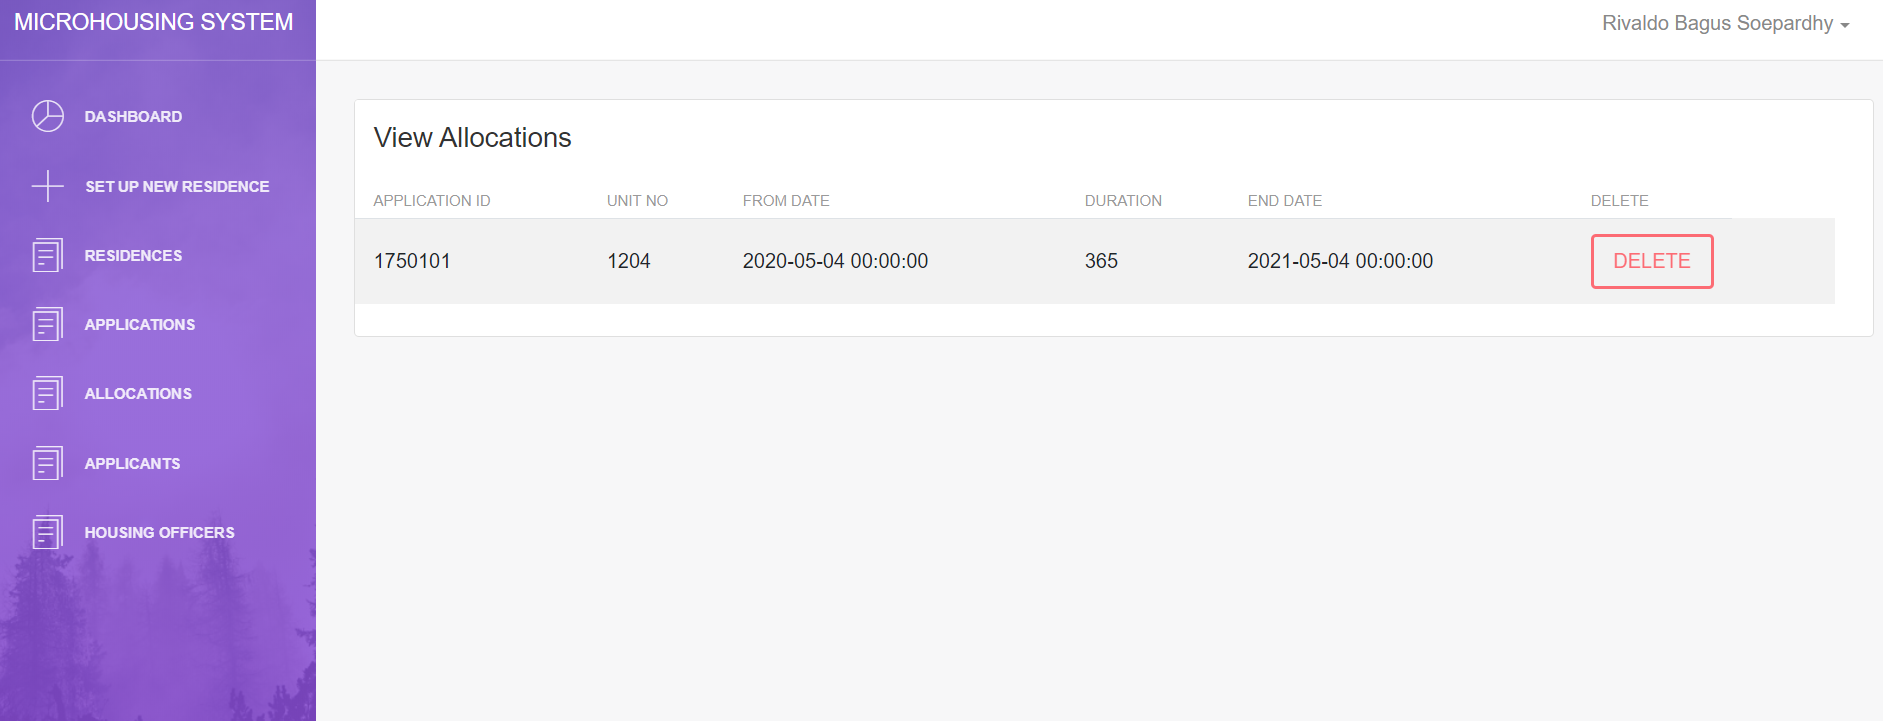 MICROHOUSING SYSTEM
Rivaldo Bagus Soepardhy
DASHBOARD
SET UP NEW RESIDENCE
RESIDENCES
APPLICATIONS
ALLOCATIONS
APPLICANTS
HOUSING OFFICERS
View Allocations
APPLICATION ID UNIT NO FROM DATE DURATION END DATE DELETE
1750101 1204 2020-05-04 00:00:00 365 2021-05-04 00:00:00 DELETE